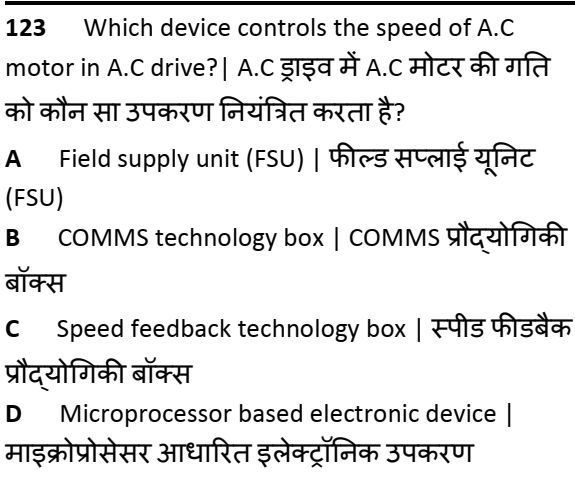 123 Which device controls the speed of A.C
motor in A.C drive?| A.C ड्राइव में A.C मोटर की गति
को कौन सा उपकरण नियंत्रित करता है?
A Field supply unit (FSU) | फील्ड सप्लाई यूनिट
(FSU)
B COMMS technology box | COMMS प्रौद्योगिकी
बॉक्स
C Speed feedback technology box | स्पीड फीडबैक
प्रौद्योगिकी बॉक्स
D Microprocessor based electronic device |
माइक्रोप्रोसेसर आधारित इलेक्ट्रॉनिक उपकरण